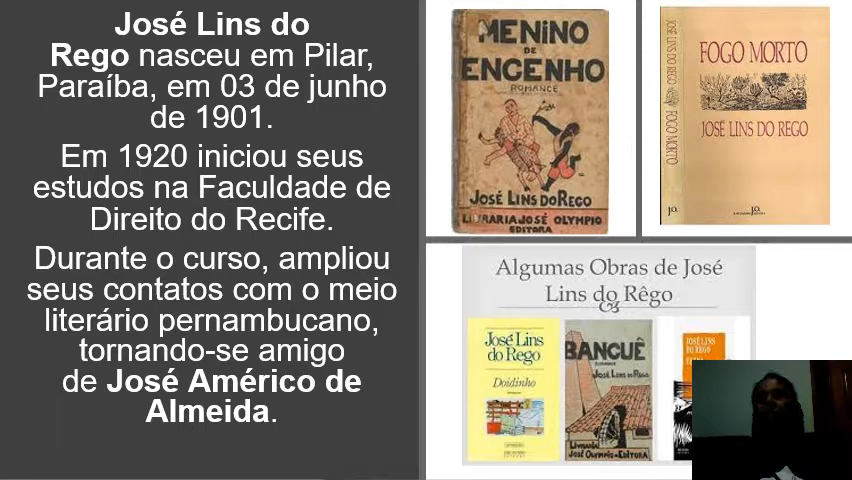 José Lins do
Rego nasceu em Pilar,
Paraíba, em 03 de junho
de 1901.
Em 1920 iniciou seus
estudos na Faculdade de
Direito do Recife.
Durante o curso, ampliou
seus contatos com o meio
literário pernambucano,
tornando-se amigo
de José Américo de
Almeida.
MENiNO
DE
ENGENHO
ROMANCE
JOSÉ LINS DO REGO
LIVRARIA JOSÉ OLYMPIO
EDITORA
JOSÉ LINS DO REGO
FOGO MORTO
FOGO MORTO
JOSÉ LINS DO REGO
Algumas Obras de José
Lins do Rêgo
José Lins
do Rego
Doidinho
BANGUÊ
JOSÉ LINS DO REGO
LIVRARIA
JOSÉ OLYMPIO-EDITORA
JOSÉ LINS
DO REGO